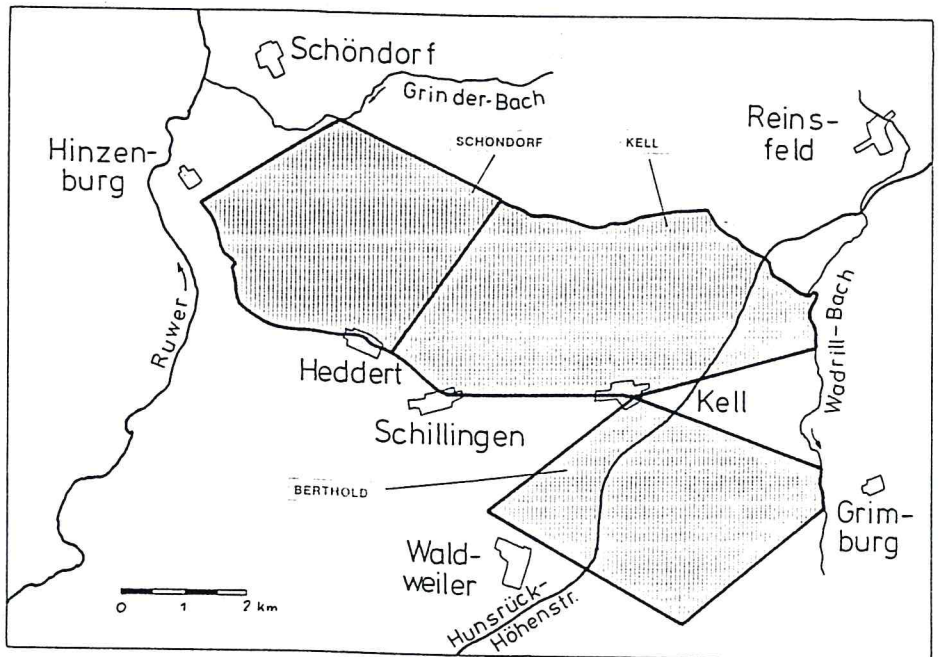 Schöndorf
Grinder-Bach
SCHÖNDORF
KELL
Reins-
feld
Hinzen-
burg
Ruwer
Wadrill-Bach
Heddert
Schillingen
Kell
BERTHOLD
Grim-
burg
Wald-
weiler
Hunsrück-
Höhenstr.
0 1 2 km